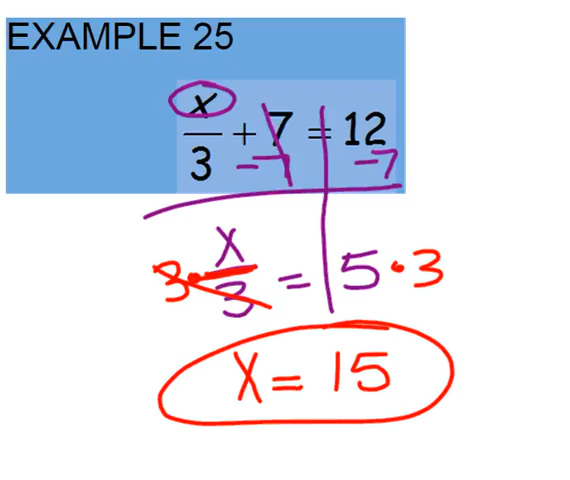 EXAMPLE 25
x/3 + 7 = 12
-7 -7
3 · x/3 = 5 · 3
x = 15